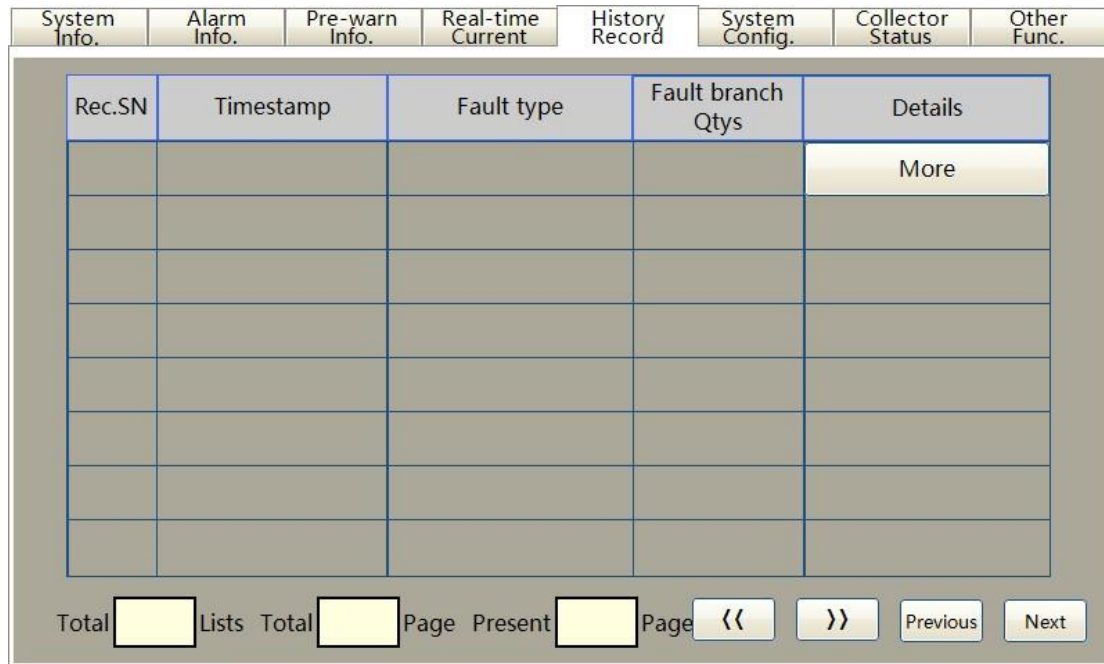 System Info.
Alarm Info.
Pre-warn Info.
Real-time Current
History Record
System Config.
Collector Status
Other Func.
Rec.SN Timestamp Fault type Fault branch Qtys Details
More
Total Lists Total Page Present Page << >> Previous Next